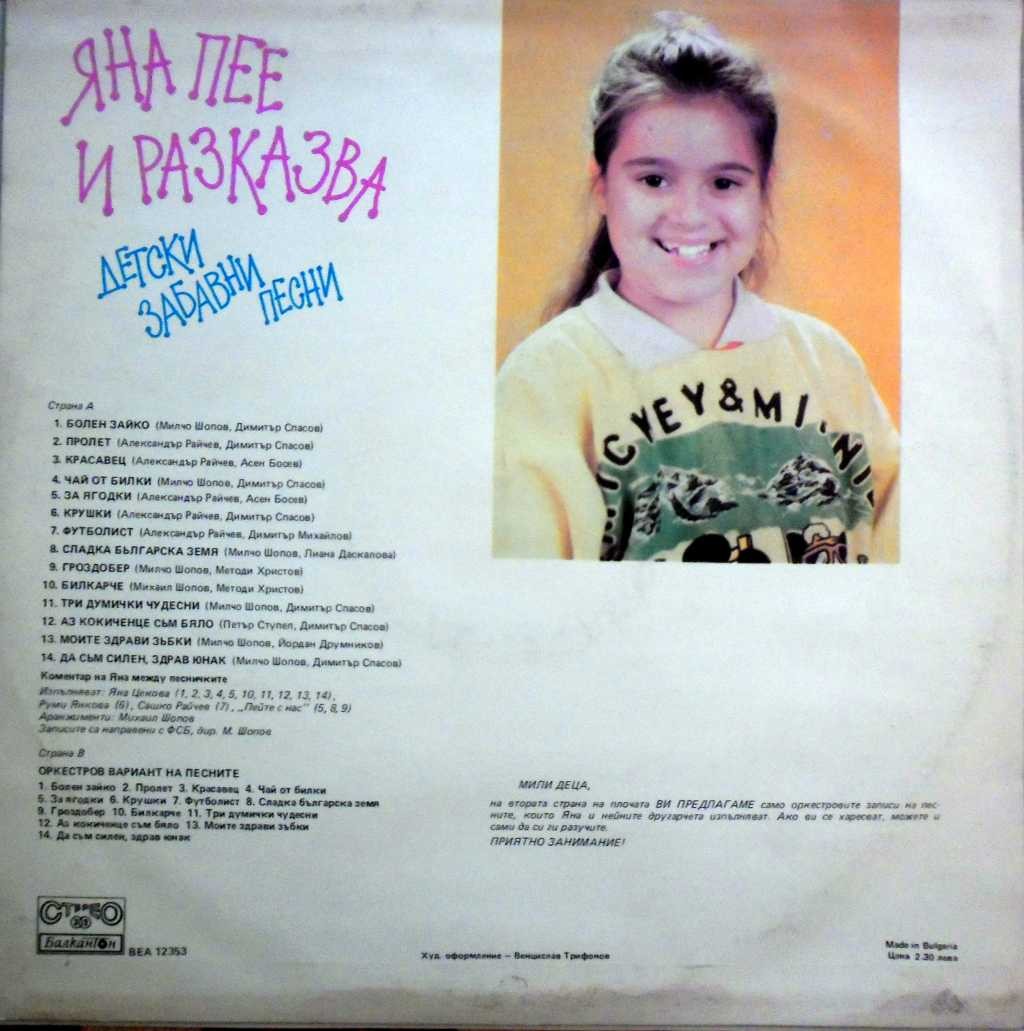 ЯНА ПЕЕ
И РАЗКАЗВА
ДЕТСКИ
ЗАБАВНИ
ПЕСНИ
Страна А
1. БОЛЕН ЗАЙКО (Милчо Шопов, Димитър Спасов)
2. ПРОЛЕТ (Александър Райчев, Димитър Спасов)
3. КРАСАВЕЦ (Александър Райчев, Асен Босев)
4. ЧАЙ ОТ БИЛКИ (Милчо Шопов, Димитър Спасов)
5. ЗА ЯГОДКИ (Александър Райчев, Асен Босев)
6. КРУШКИ (Александър Райчев, Димитър Спасов)
7. ФУТБОЛИСТ (Александър Райчев, Димитър Михайлов)
8. СЛАДКА БЪЛГАРСКА ЗЕМЯ (Милчо Шопов, Лиана Даскалова)
9. ГРОЗДОБЕР (Милчо Шопов, Методи Христов)
10. БИЛКАРЧЕ (Михаил Шопов, Методи Христов)
11. ТРИ ДУМИЧКИ ЧУДЕСНИ (Милчо Шопов, Димитър Спасов)
12. АЗ КОКИЧЕНЦЕ СЪМ БЯЛО (Петър Ступел, Димитър Спасов)
13. МОИТЕ ЗДРАВИ ЗЪБКИ (Милчо Шопов, Йордан Друмников)
14. ДА СЪМ СИЛЕН, ЗДРАВ ЮНАК (Милчо Шопов, Димитър Спасов)
Коментар на Яна между песничките
Изпълняват: Яна Цекова (1, 2, 3, 4, 5, 10, 11, 12, 13, 14),
Руми Янкова (6), Сашко Райчев (7), „Пейте с нас" (5, 8, 9)
Аранжименти: Михаил Шопов
Записите са направени с ФСБ, дир. М. Шопов
Страна В
ОРКЕСТРОВ ВАРИАНТ НА ПЕСНИТЕ
1. Болен зайко 2. Пролет 3. Красавец 4. Чай от билки
5. За ягодки 6. Крушки 7. Футболист 8. Сладка българска земя
9. Гроздобер 10. Билкарче 11. Три думички чудесни
12. Аз кокиченце съм бяло 13. Моите здрави зъбки
14. Да съм силен, здрав юнак
МИЛИ ДЕЦА,
на втората страна на плочата ВИ ПРЕДЛАГАМЕ само оркестровите записи на пес-
ните, които Яна и нейните другарчета изпълняват. Ако ви се харесват, можете и
сами да си ги разучите.
ПРИЯТНО ЗАНИМАНИЕ!
СТЕРЕО
33
Балкантон
ВЕА 12353
Худ. оформление – Венцислав Трифонов
Made in Bulgaria
Цена 2.30 лева